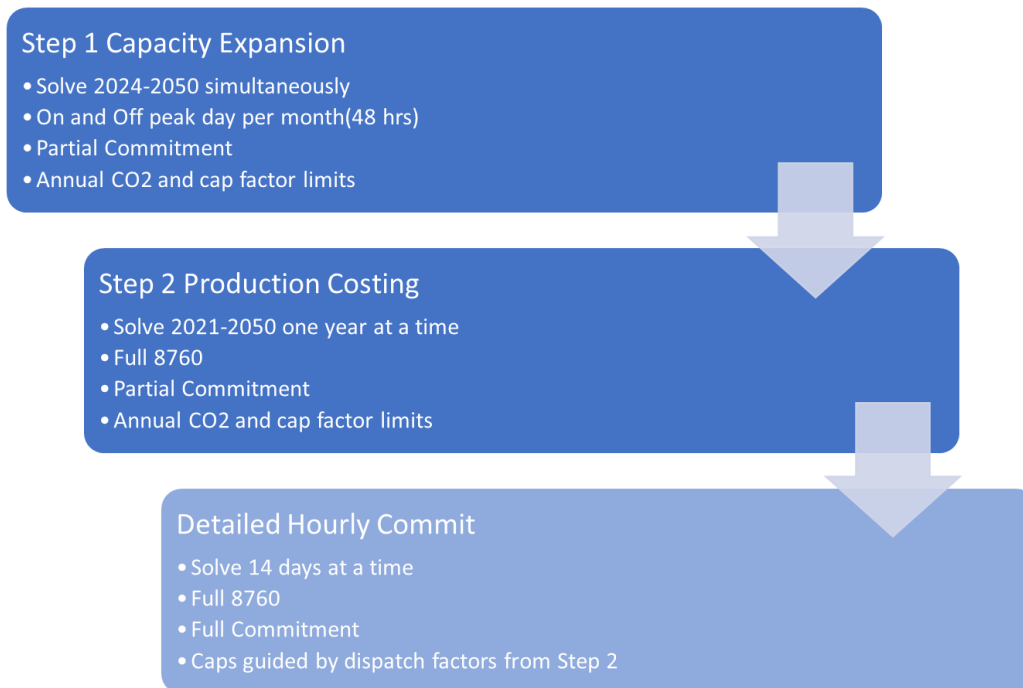 Step 1 Capacity Expansion
• Solve 2024-2050 simultaneously
• On and Off peak day per month(48 hrs)
• Partial Commitment
• Annual CO2 and cap factor limits
Step 2 Production Costing
• Solve 2021-2050 one year at a time
• Full 8760
• Partial Commitment
• Annual CO2 and cap factor limits
Detailed Hourly Commit
• Solve 14 days at a time
• Full 8760
• Full Commitment
• Caps guided by dispatch factors from Step 2